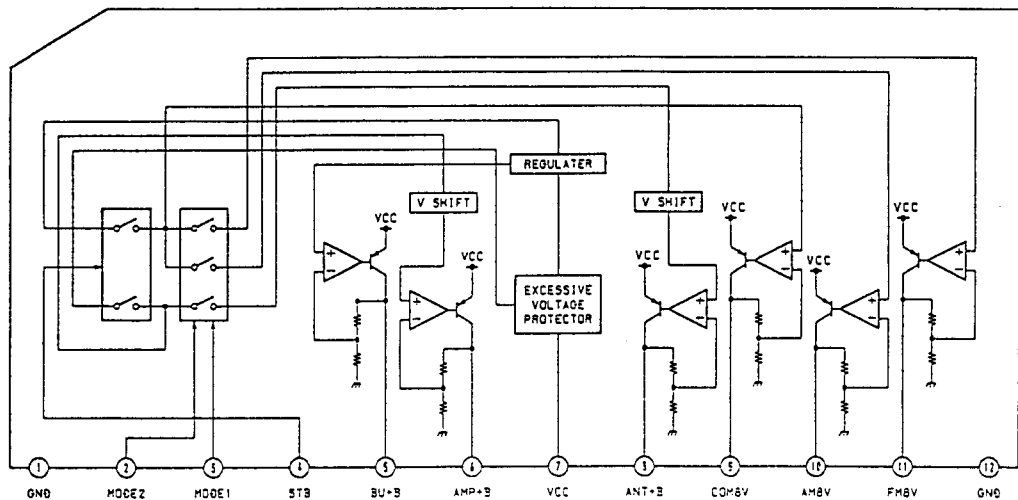 REGULATER
V SHIFT
V SHIFT
VCC
VCC
VCC
VCC
VCC
VCC
+
−
+
−
+
−
+
−
+
−
+
−
EXCESSIVE
VOLTAGE
PROTECTOR
1 2 3 4 5 6 7 8 9 10 11 12
GND MODE2 MODE1 STB BU+B AMP+B VCC ANT+B COM8V AM8V FM8V GND